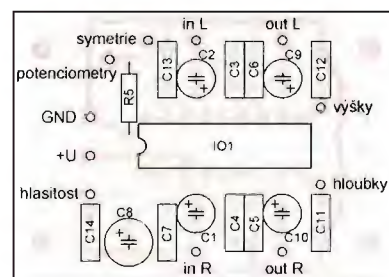 in L
out L
symetrie
C2
C9
potenciometry
C13
C3
C6
C12
R5
výšky
GND
IO1
+U
hlasitost
hloubky
C8
C14
C7
C1
C4
C5
C10
C11
in R
out R